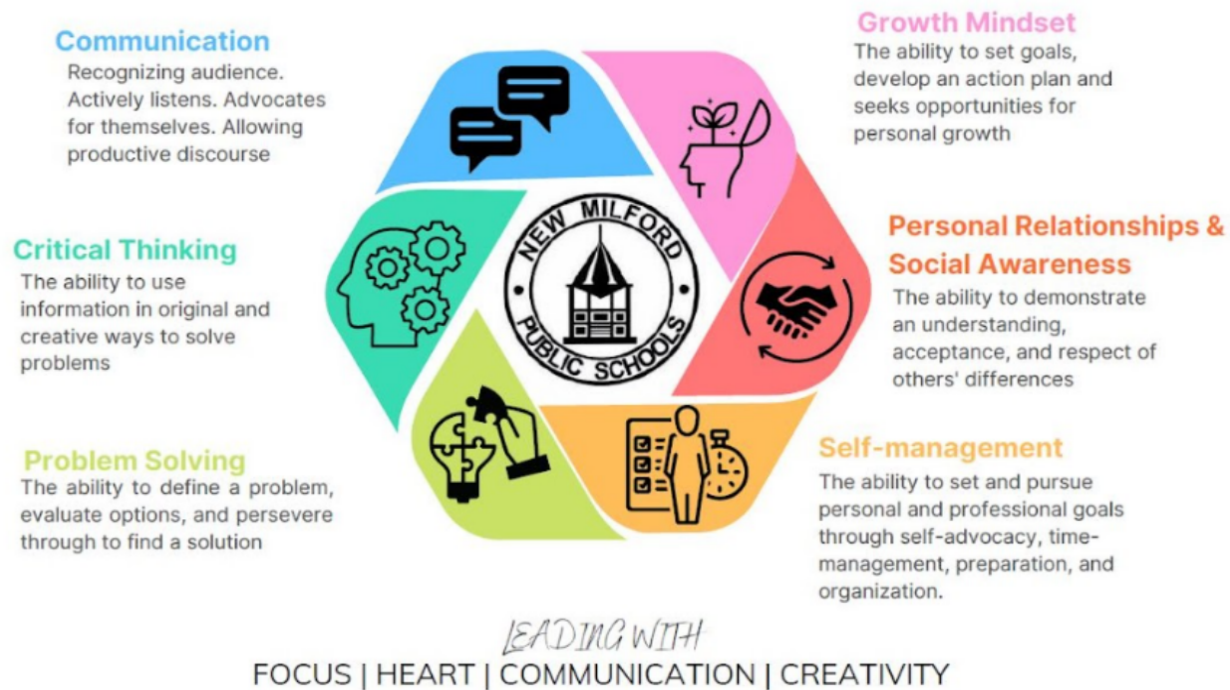 Communication
Recognizing audience.
Actively listens. Advocates
for themselves. Allowing
productive discourse
Growth Mindset
The ability to set goals,
develop an action plan and
seeks opportunities for
personal growth
Critical Thinking
The ability to use
information in original and
creative ways to solve
problems
NEW MILFORD
PUBLIC SCHOOLS
Personal Relationships &
Social Awareness
The ability to demonstrate
an understanding,
acceptance, and respect of
others' differences
Problem Solving
The ability to define a problem,
evaluate options, and persevere
through to find a solution
Self-management
The ability to set and pursue
personal and professional goals
through self-advocacy, time-
management, preparation, and
organization.
LEADING WITH
FOCUS | HEART | COMMUNICATION | CREATIVITY